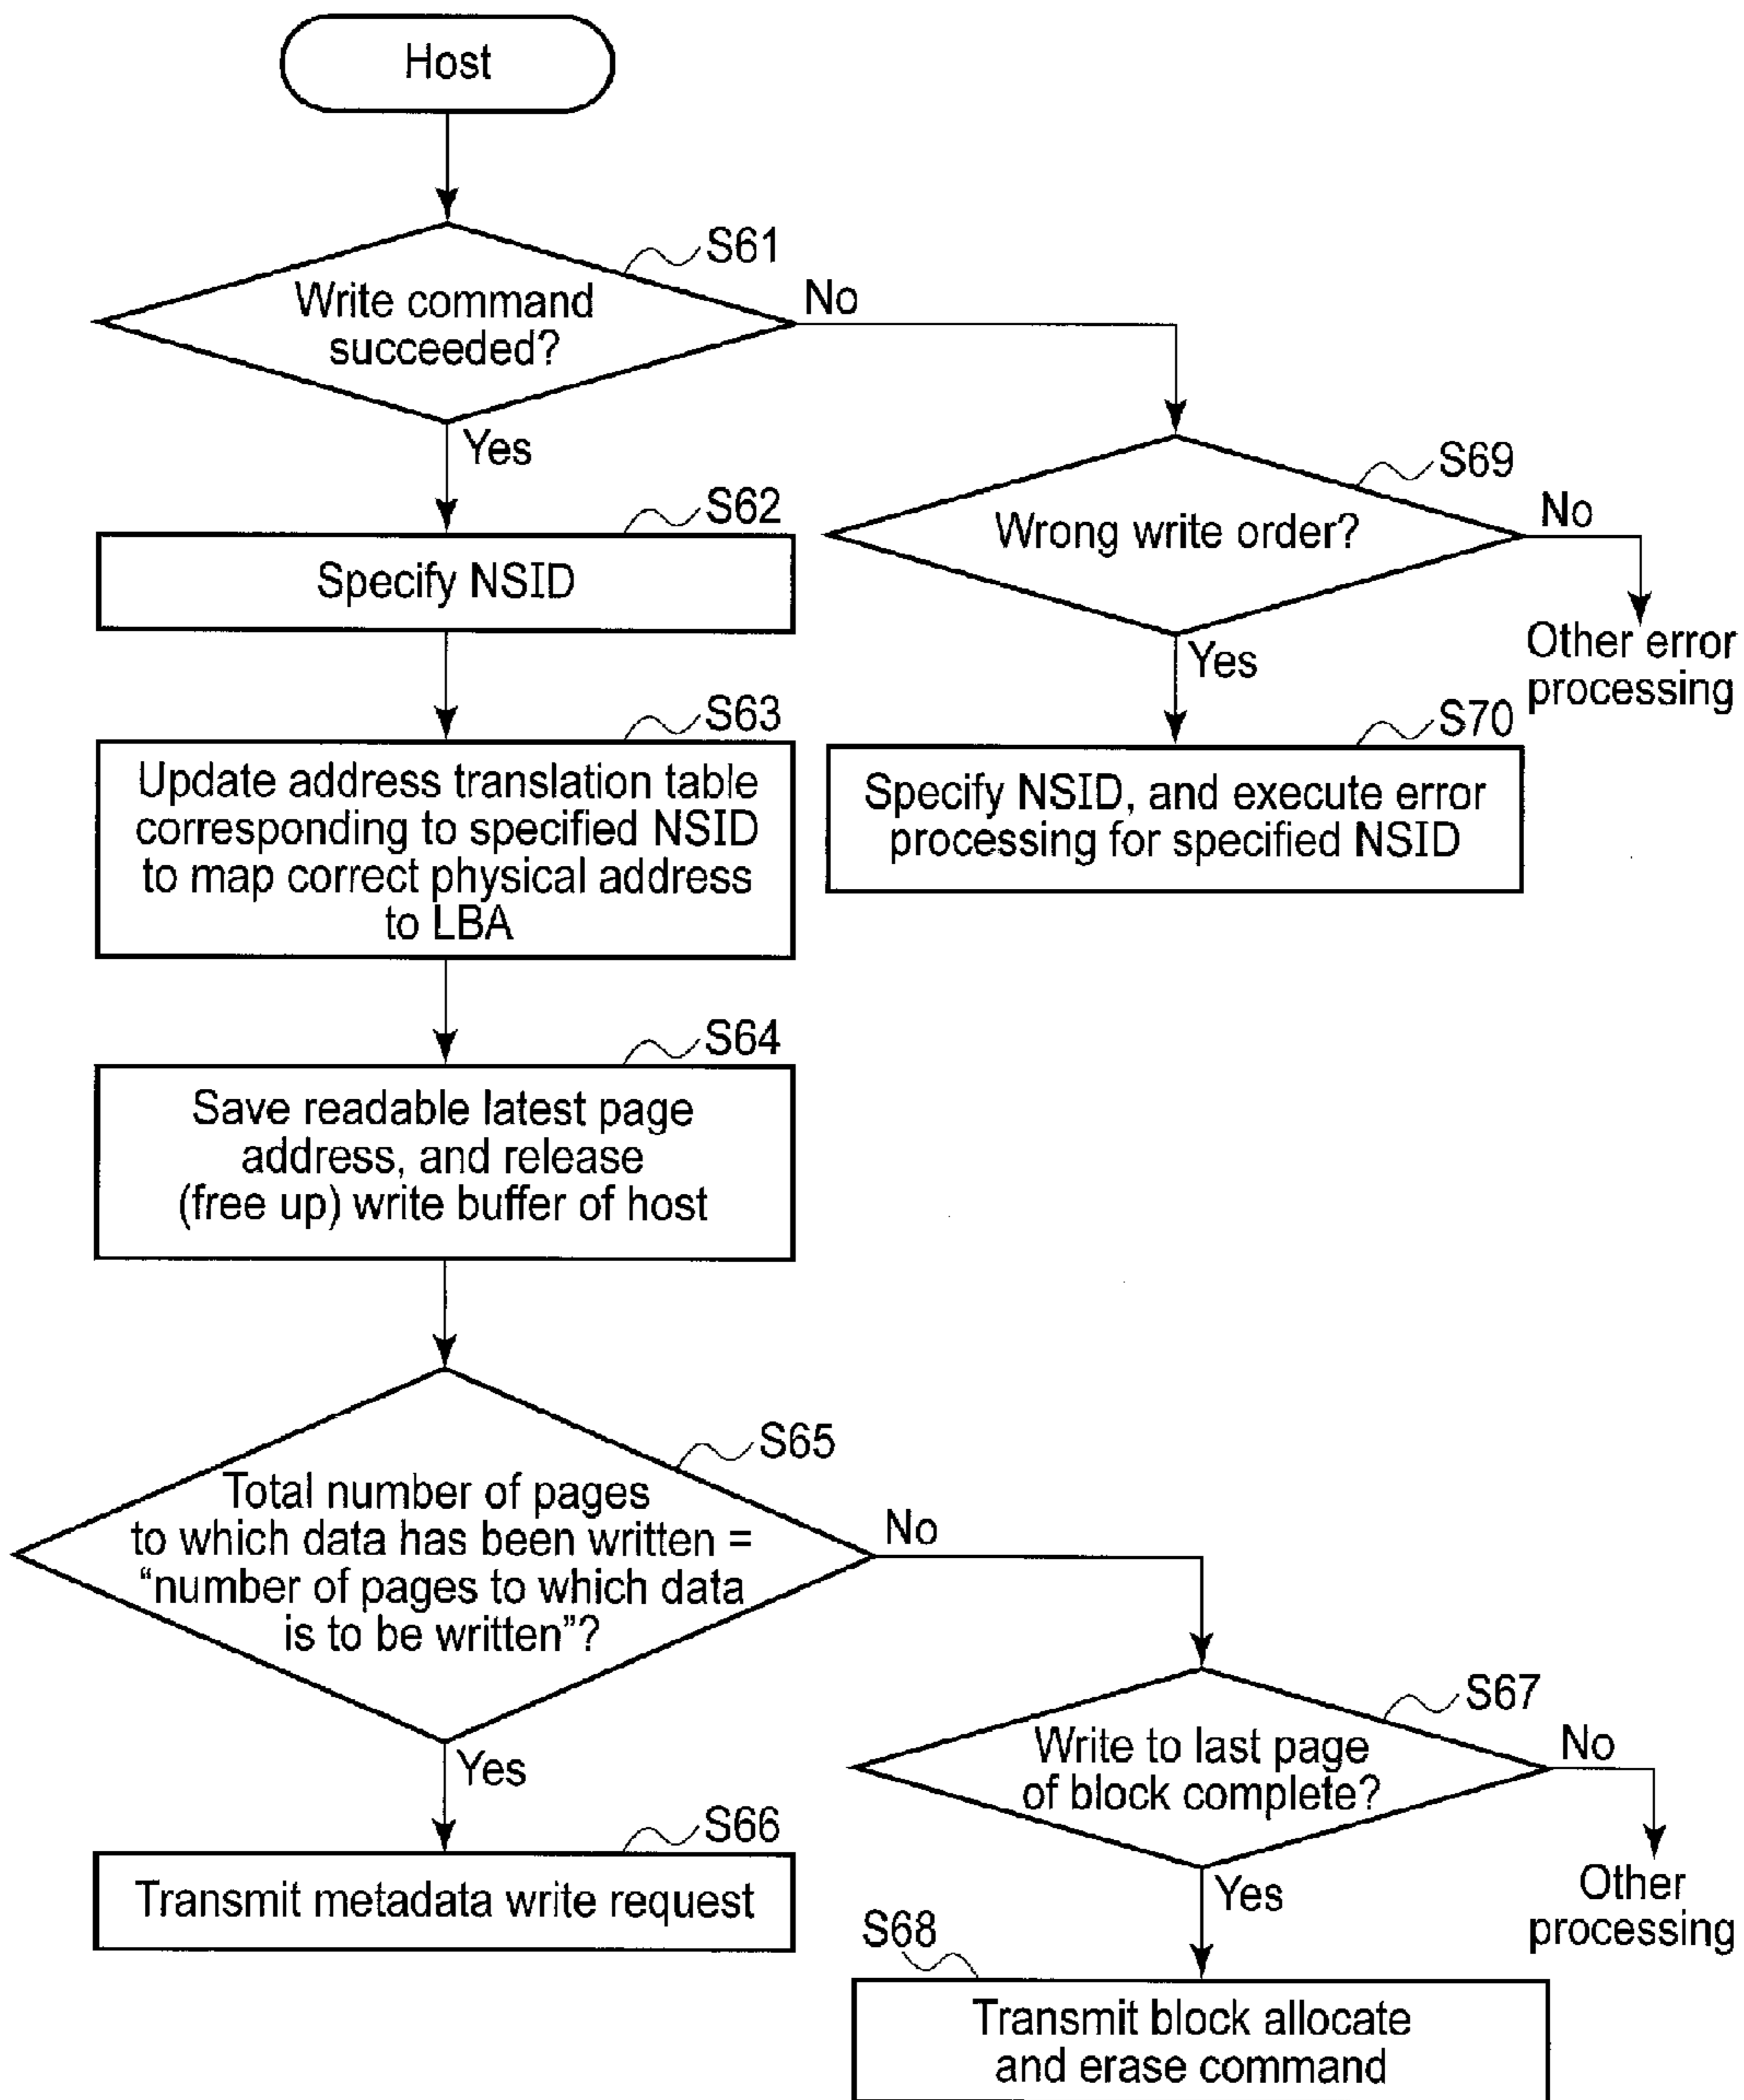 Host
S61
Write command
succeeded?
No
Yes
S69
Wrong write order?
No
Other error
processing
Yes
S62
Specify NSID
S63
Update address translation table
corresponding to specified NSID
to map correct physical address
to LBA
S70
Specify NSID, and execute error
processing for specified NSID
S64
Save readable latest page
address, and release
(free up) write buffer of host
S65
Total number of pages
to which data has been written =
“number of pages to which data
is to be written”?
No
Yes
S67
Write to last page
of block complete?
No
Other
processing
Yes
S66
Transmit metadata write request
S68
Transmit block allocate
and erase command